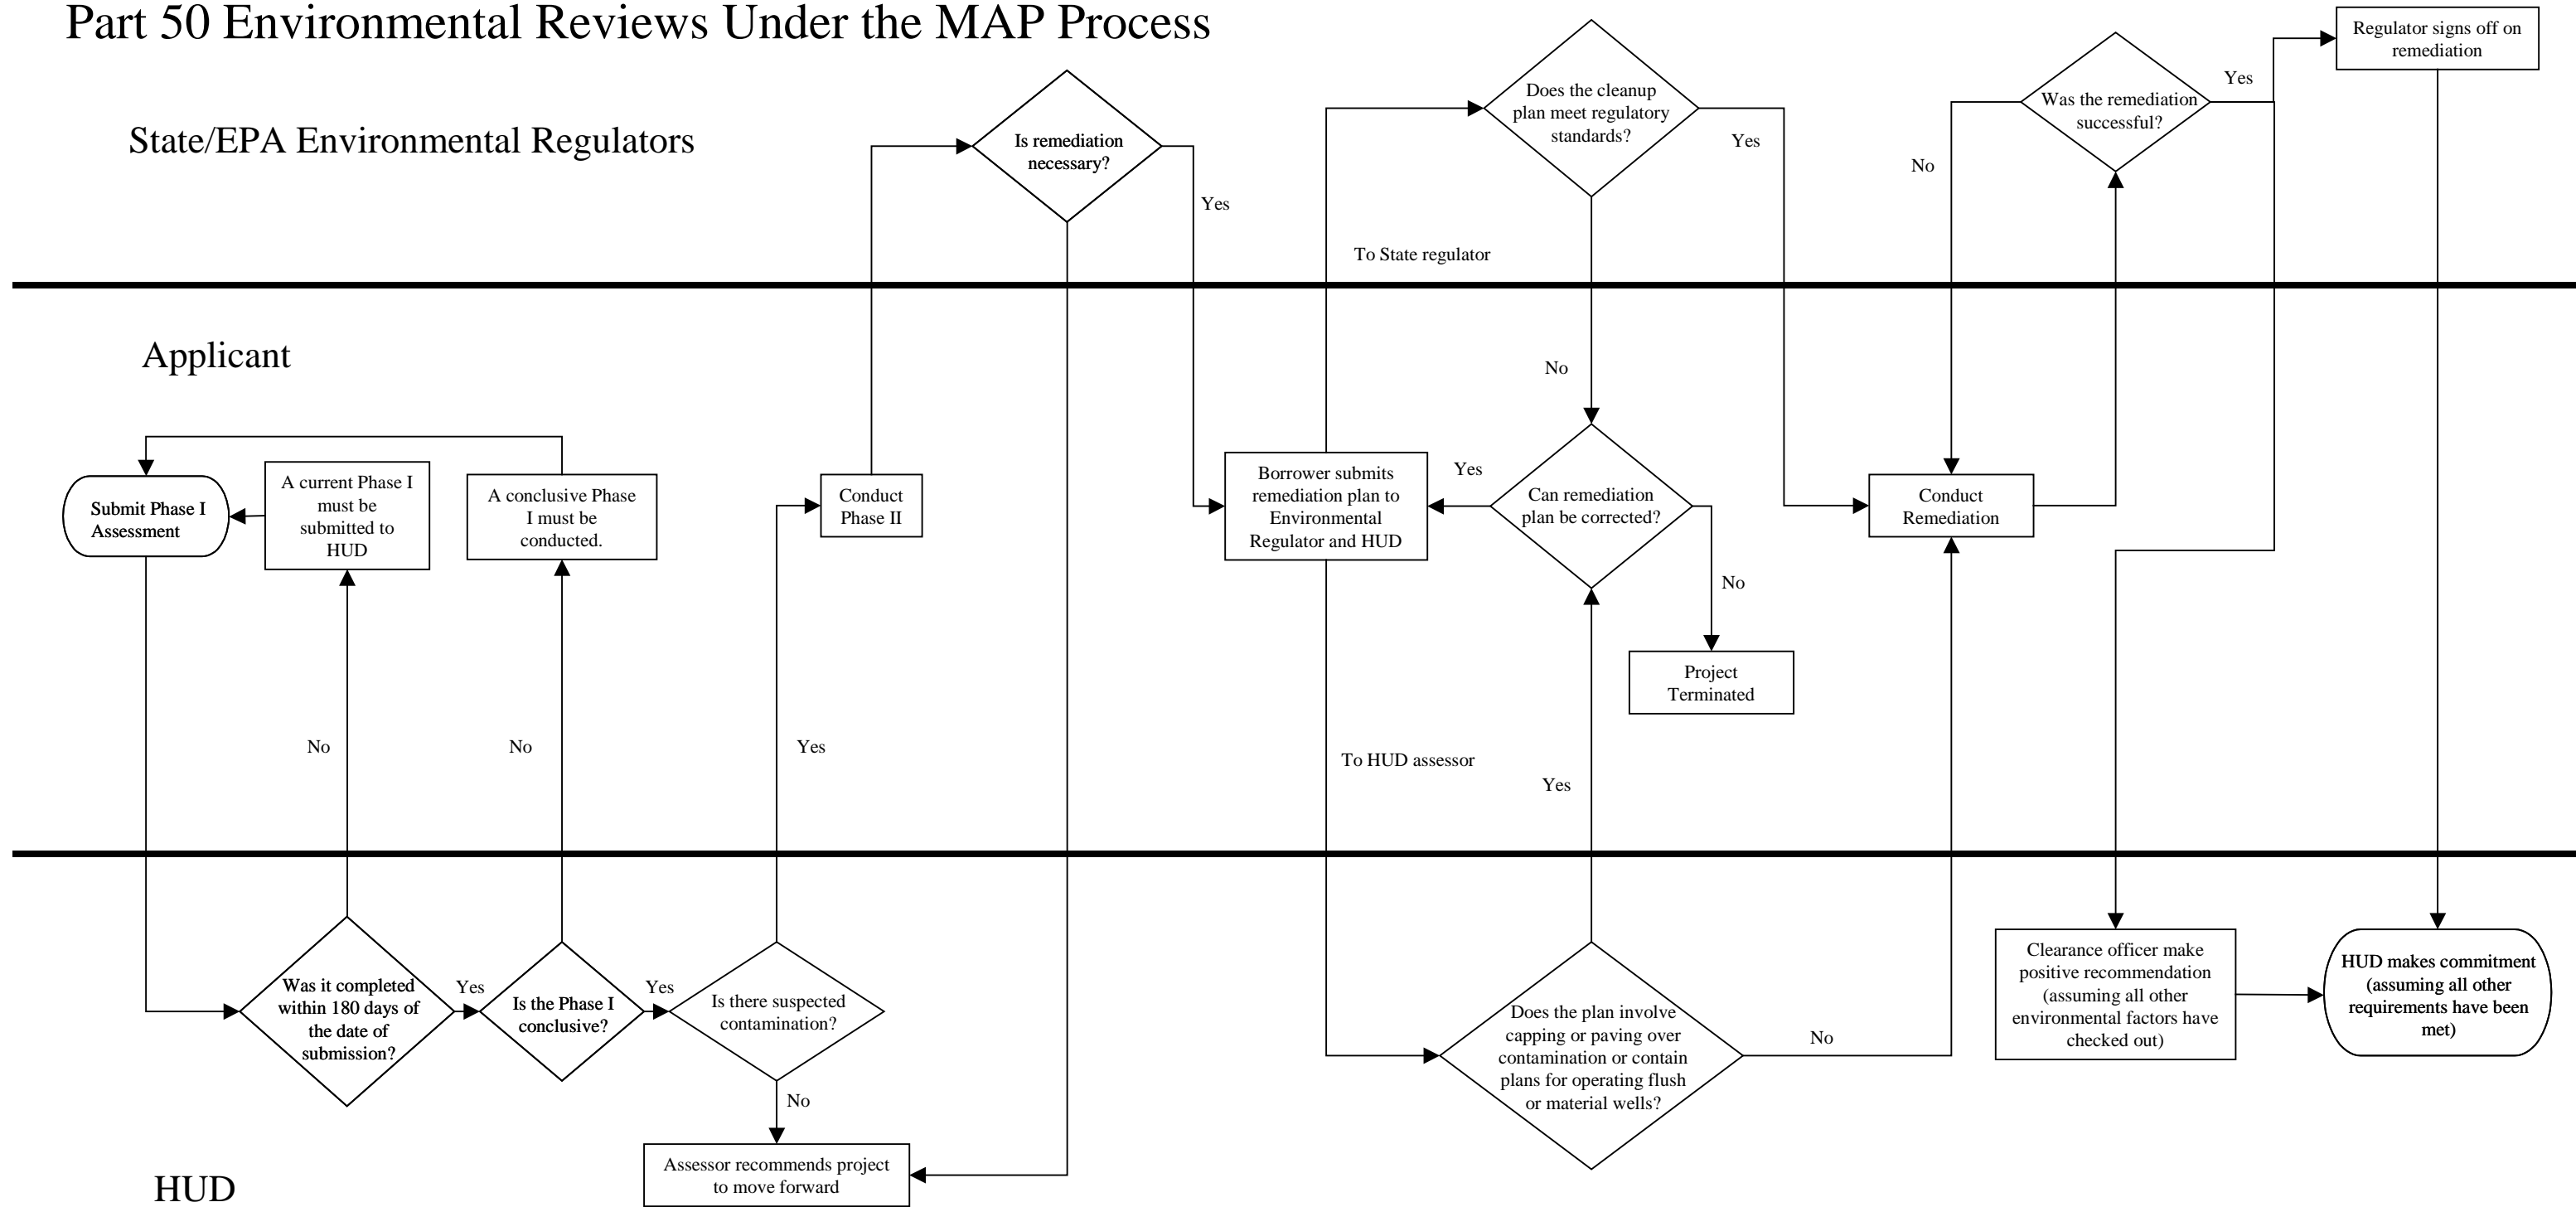 Part 50 Environmental Reviews Under the MAP Process
State/EPA Environmental Regulators
Is remediation
necessary?
Yes
Does the cleanup
plan meet regulatory
standards?
Yes
To State regulator
Was the remediation
successful?
Yes
No
Regulator signs off on
remediation
Applicant
Submit Phase I
Assessment
A current Phase I
must be
submitted to
HUD
A conclusive Phase
I must be
conducted.
Conduct
Phase II
Borrower submits
remediation plan to
Environmental
Regulator and HUD
No
Yes
Can remediation
plan be corrected?
No
Project
Terminated
Conduct
Remediation
No
No
Yes
To HUD assessor
Yes
HUD
Was it completed
within 180 days of
the date of
submission?
Yes
Is the Phase I
conclusive?
Yes
Is there suspected
contamination?
No
Assessor recommends project
to move forward
Does the plan involve
capping or paving over
contamination or contain
plans for operating flush
or material wells?
No
Clearance officer make
positive recommendation
(assuming all other
environmental factors have
checked out)
HUD makes commitment
(assuming all other
requirements have been
met)